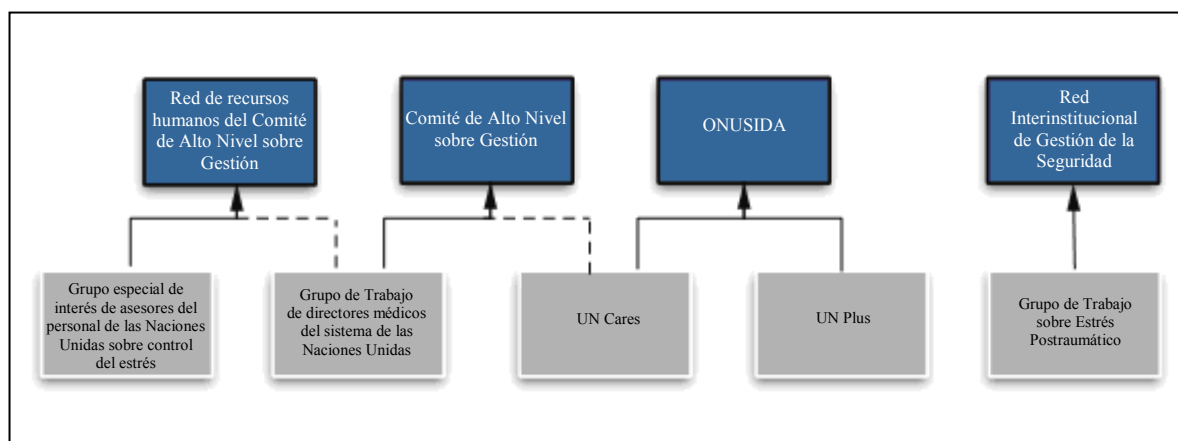 Red de recursos
humanos del Comité
de Alto Nivel sobre
Gestión
Comité de Alto Nivel
sobre Gestión
ONUSIDA
Red
Interinstitucional
de Gestión de la
Seguridad
Grupo especial de
interés de asesores del
personal de las Naciones
Unidas sobre control
del estrés
Grupo de Trabajo
de directores médicos
del sistema de las
Naciones Unidas
UN Cares
UN Plus
Grupo de Trabajo
sobre Estrés
Postraumático